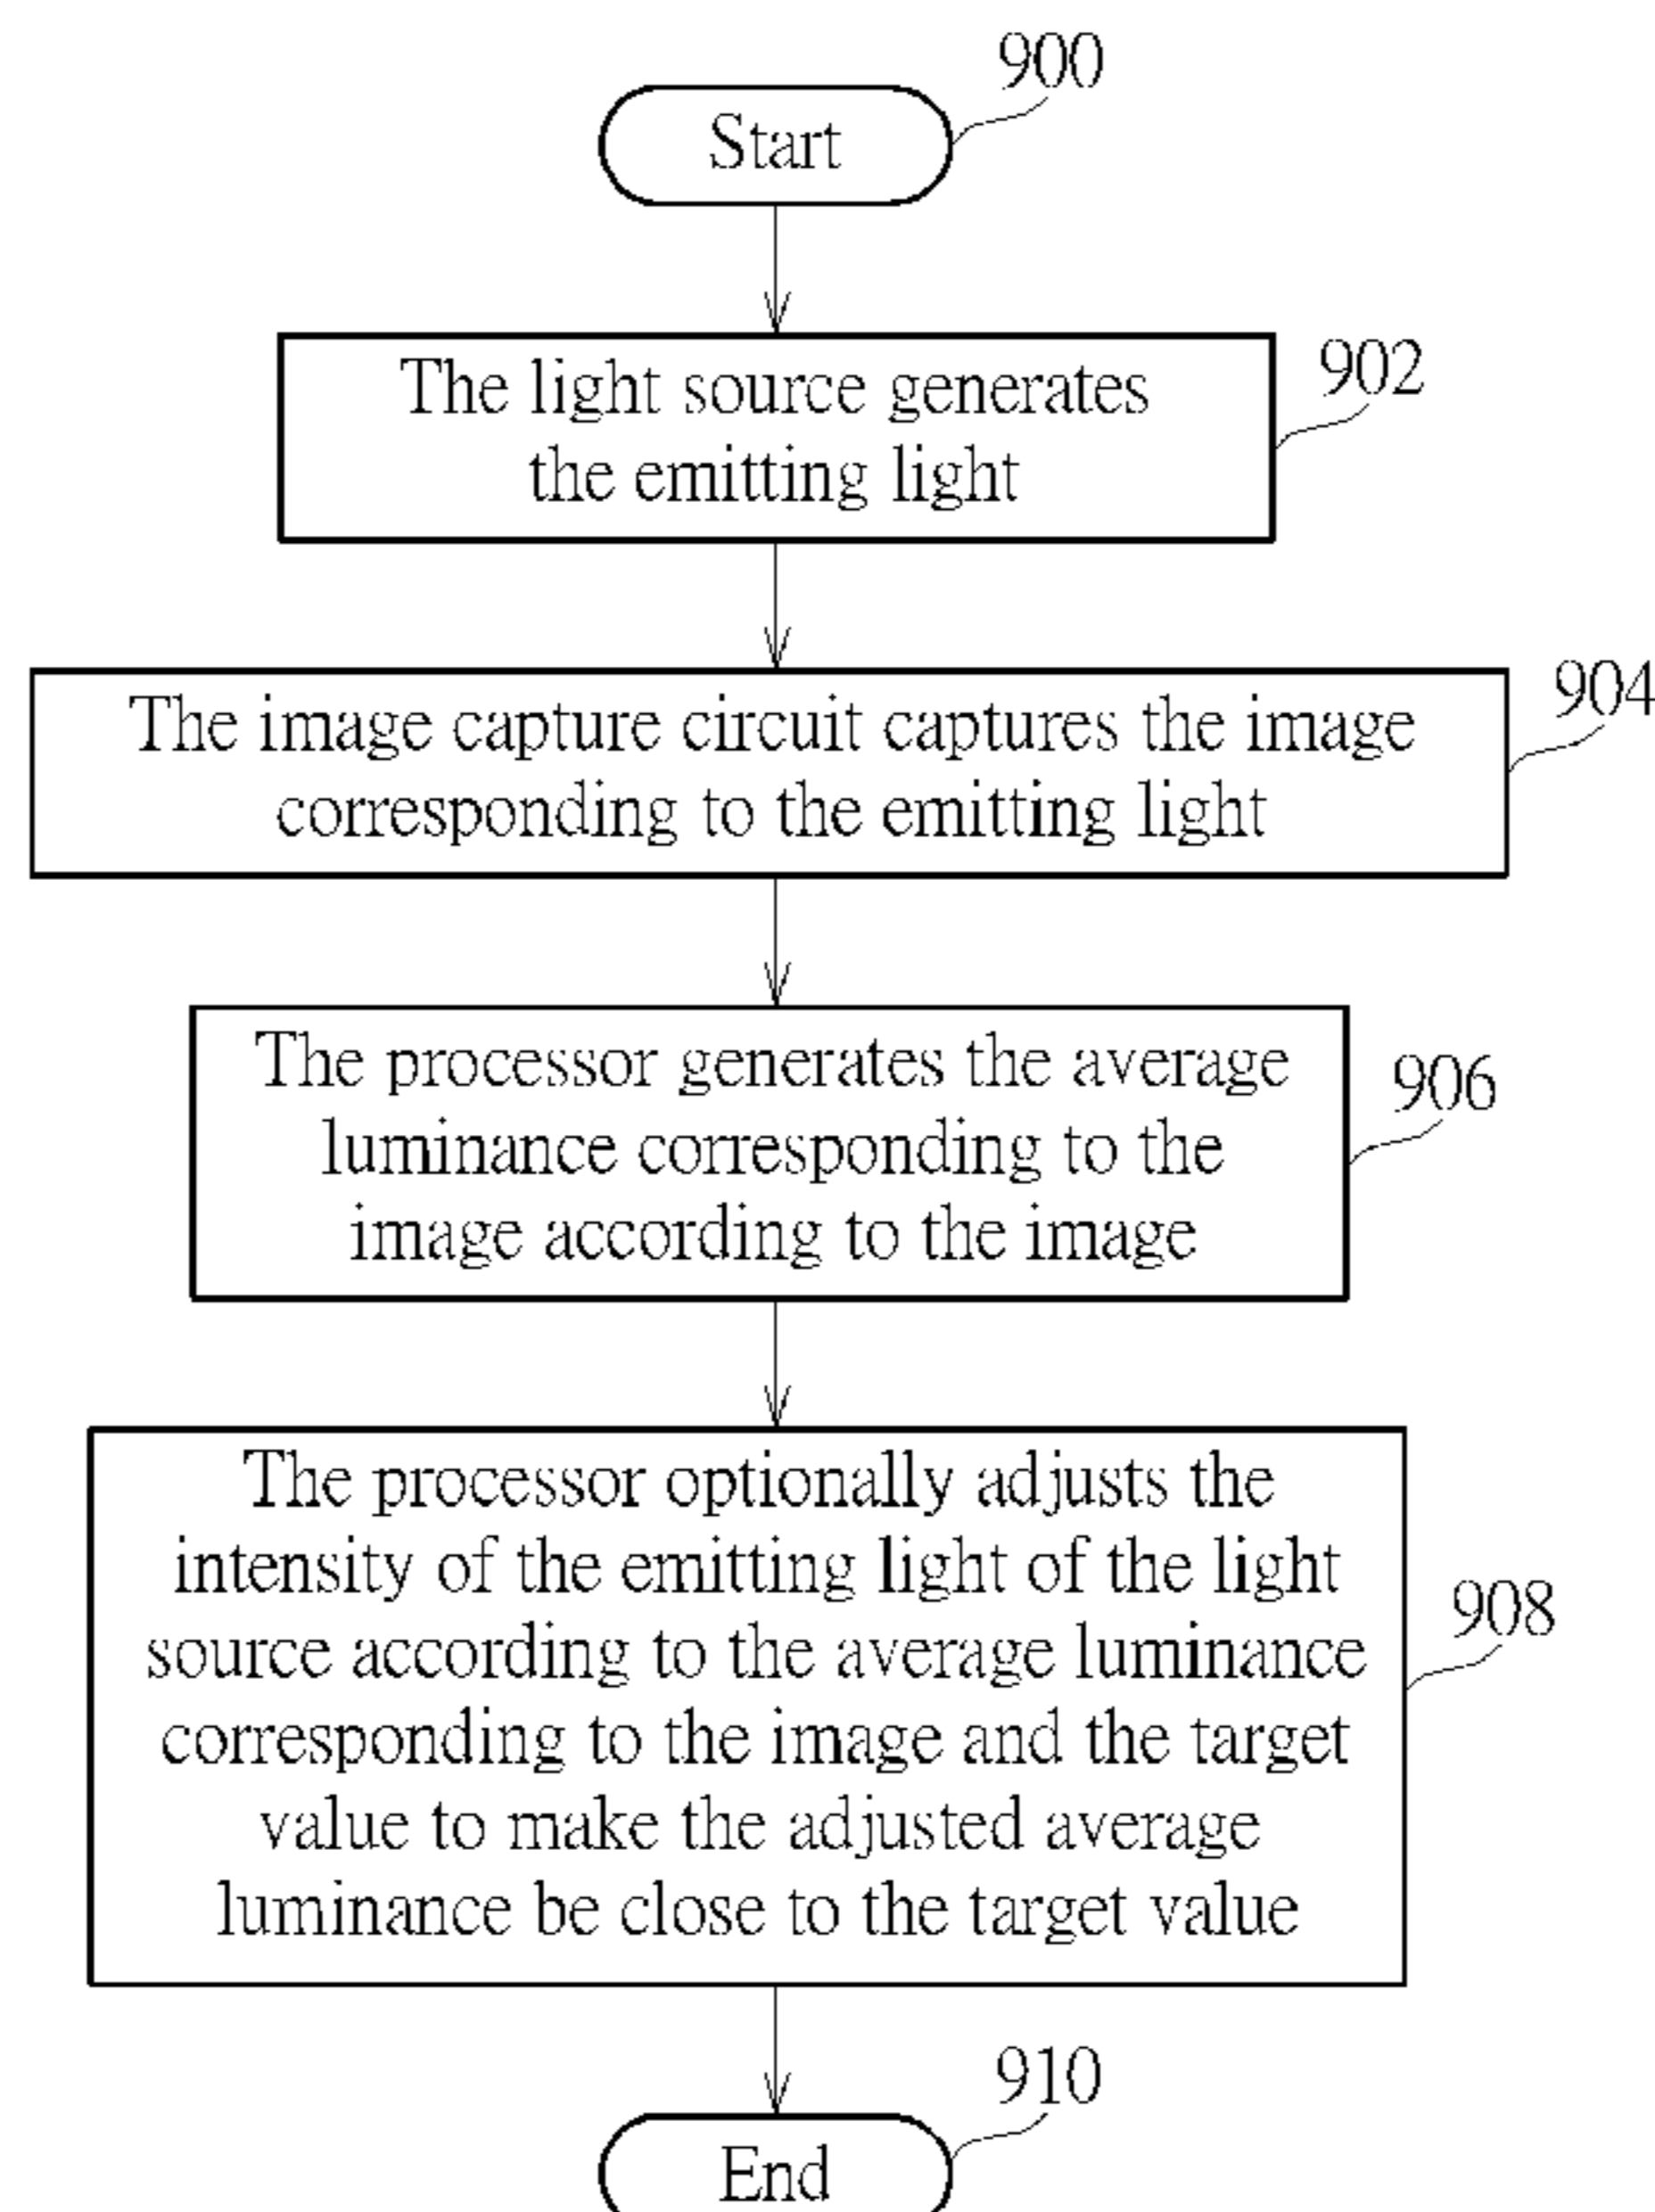 900
Start
902
The light source generates
the emitting light
904
The image capture circuit captures the image
corresponding to the emitting light
906
The processor generates the average
luminance corresponding to the
image according to the image
908
The processor optionally adjusts the
intensity of the emitting light of the light
source according to the average luminance
corresponding to the image and the target
value to make the adjusted average
luminance be close to the target value
910
End